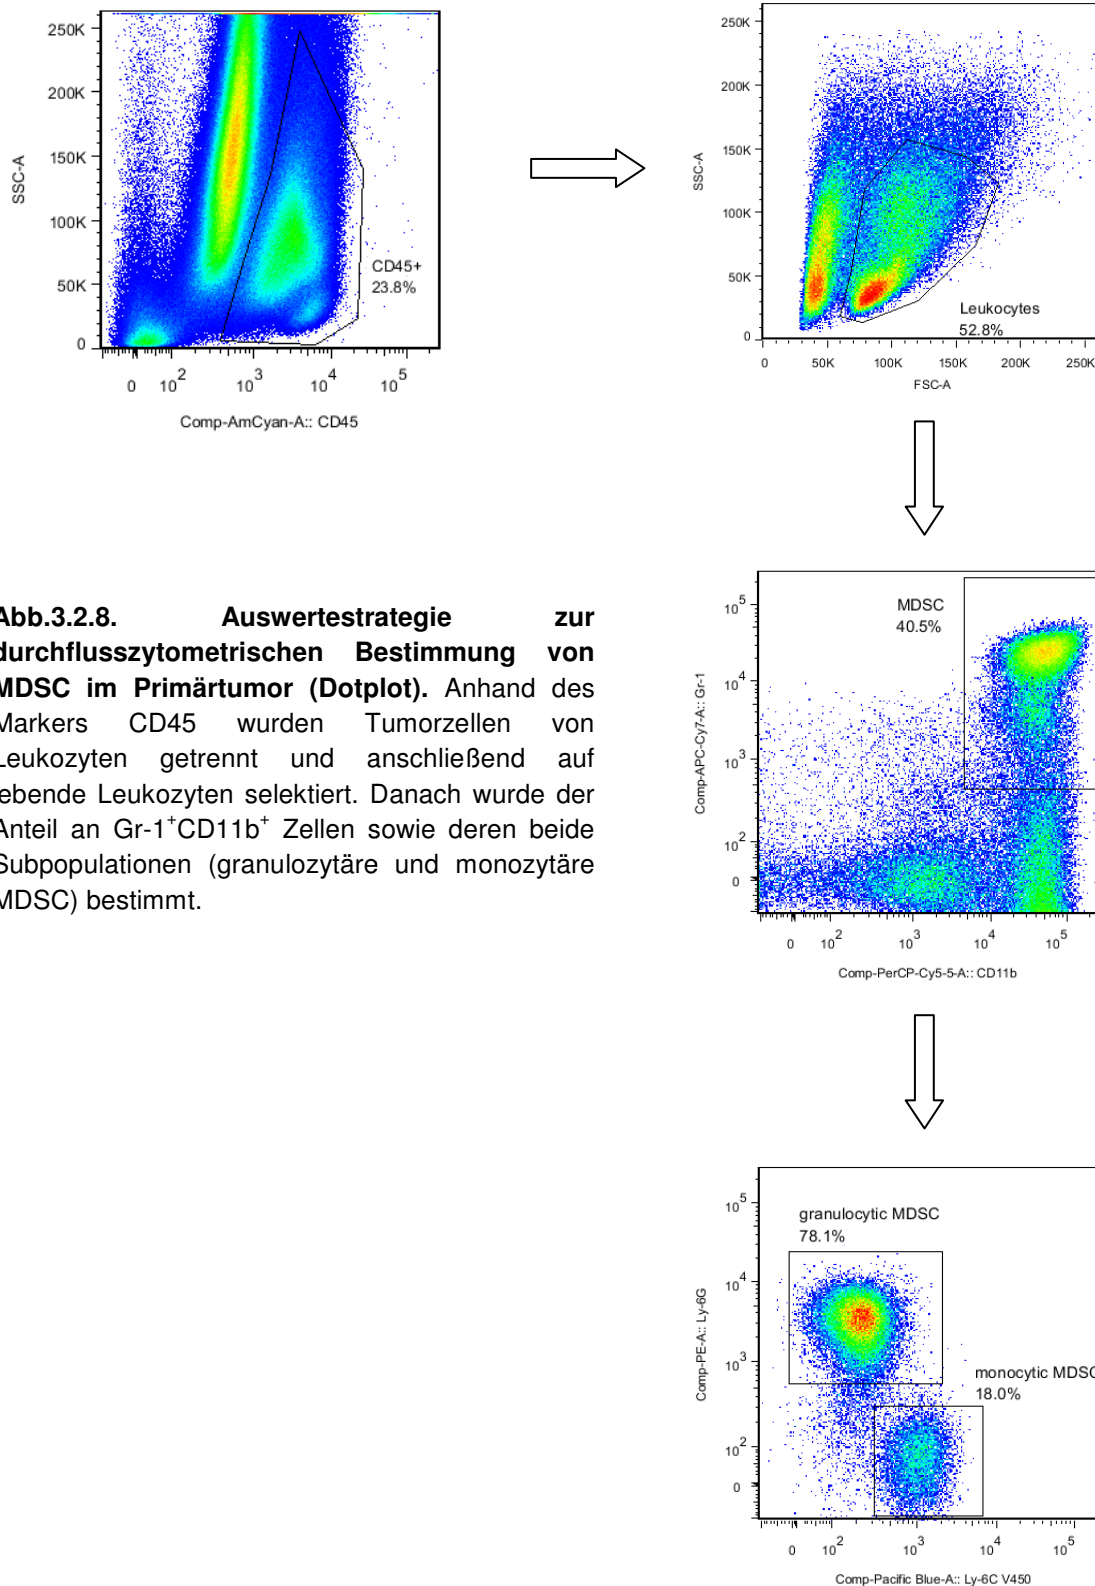 250K
200K
150K
100K
50K
0
SSC-A
CD45+
23.8%
0 10^2 10^3 10^4 10^5
Comp-AmCyan-A:: CD45
250K
200K
150K
100K
50K
0
SSC-A
Leukocytes
52.8%
0 50K 100K 150K 200K 250K
FSC-A
Abb.3.2.8. Auswertestrategie zur
durchflusszytometrischen Bestimmung von
MDSC im Primärtumor (Dotplot). Anhand des
Markers CD45 wurden Tumorzellen von
Leukozyten getrennt und anschließend auf
lebende Leukozyten selektiert. Danach wurde der
Anteil an Gr-1⁺CD11b⁺ Zellen sowie deren beide
Subpopulationen (granulozytäre und monozytäre
MDSC) bestimmt.
MDSC
40.5%
10^5
10^4
10^3
10^2
0
Comp-APC-Cy7-A:: Gr-1
0 10^2 10^3 10^4 10^5
Comp-PerCP-Cy5-5-A:: CD11b
granulocytic MDSC
78.1%
monocytic MDSC
18.0%
10^5
10^4
10^3
10^2
0
Comp-PE-A:: Ly-6G
0 10^2 10^3 10^4 10^5
Comp-Pacific Blue-A:: Ly-6C V450